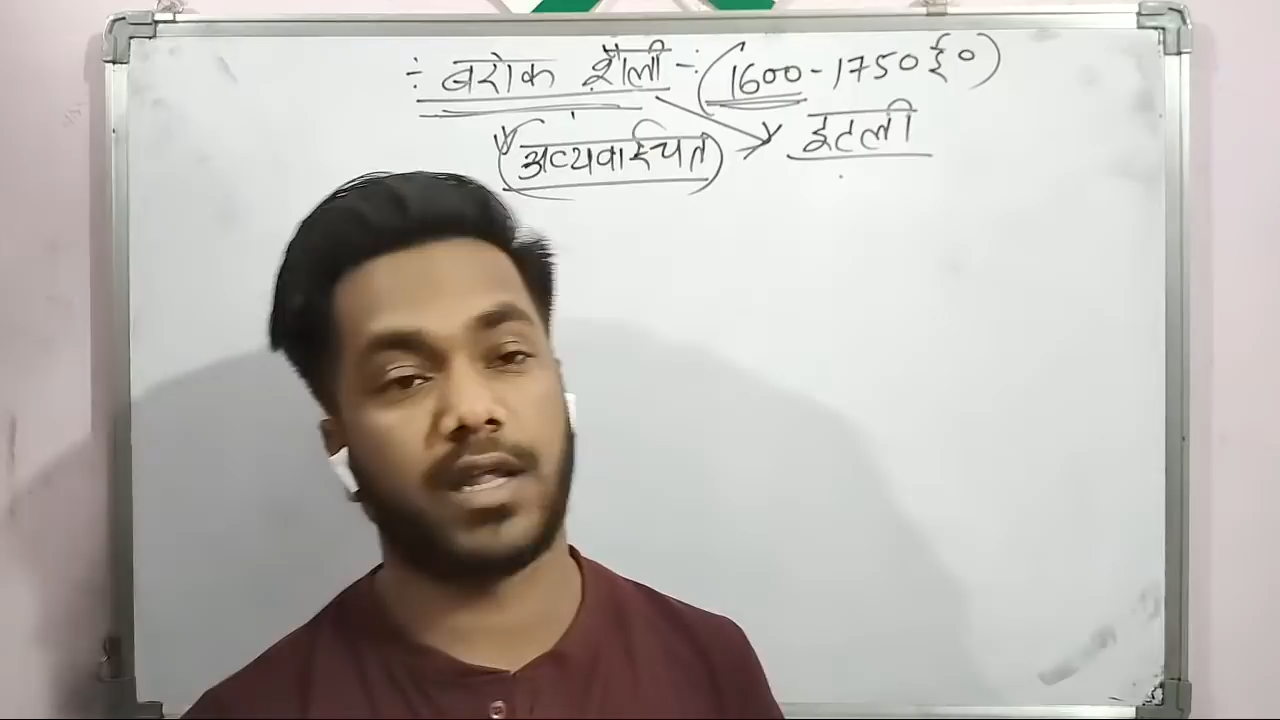 ÷ बरोक शैली ÷ (1600 - 1750 ई०)
(अव्यवस्थित) → इटली